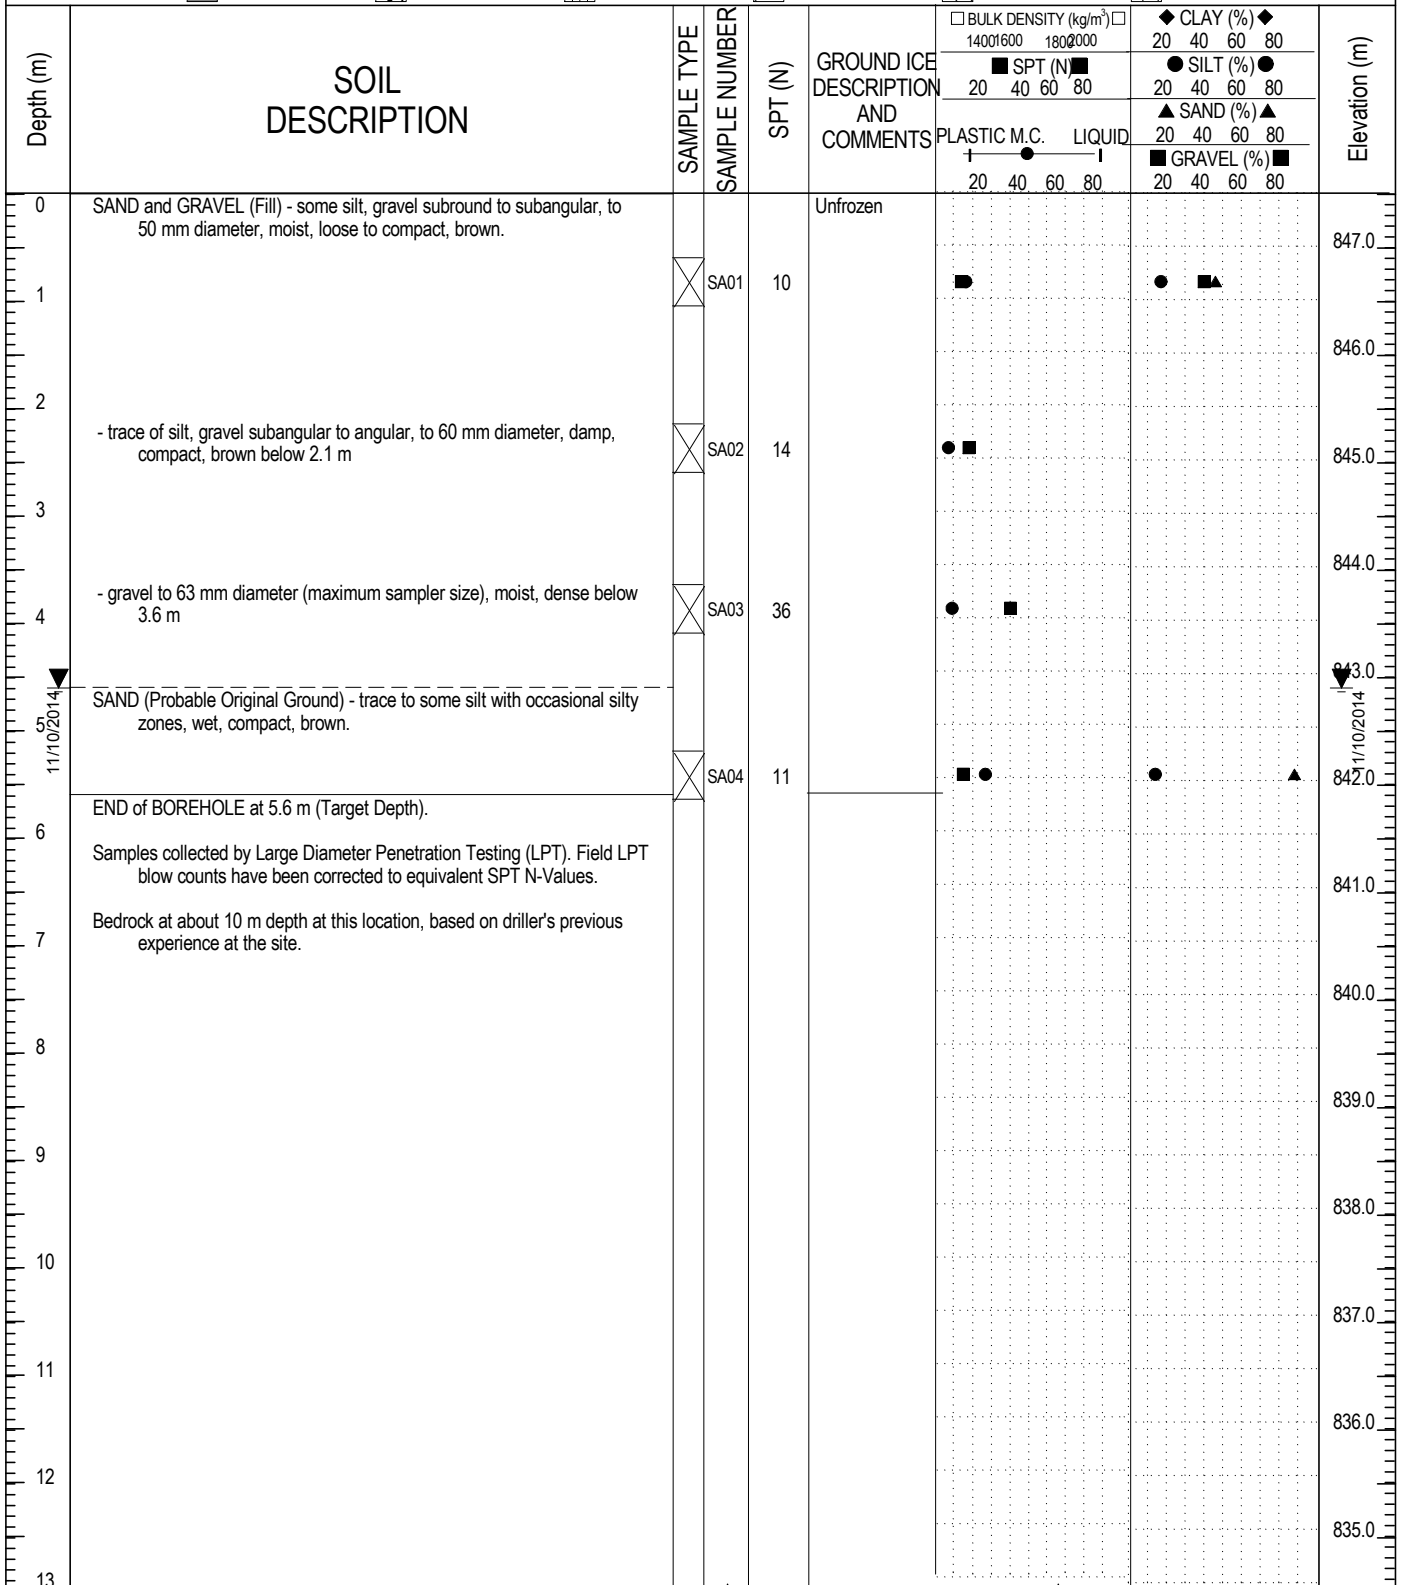 □ BULK DENSITY (kg/m³) □
1400 1600 1800 2000
■ SPT (N) ■
20 40 60 80
PLASTIC M.C. LIQUID
20 40 60 80
◆ CLAY (%) ◆
20 40 60 80
● SILT (%) ●
20 40 60 80
▲ SAND (%) ▲
20 40 60 80
■ GRAVEL (%) ■
20 40 60 80
Depth (m)
SOIL
DESCRIPTION
SAMPLE TYPE
SAMPLE NUMBER
SPT (N)
GROUND ICE
DESCRIPTION
AND
COMMENTS
Elevation (m)
0
SAND and GRAVEL (Fill) - some silt, gravel subround to subangular, to
50 mm diameter, moist, loose to compact, brown.
Unfrozen
847.0
SA01 10
1
846.0
2
- trace of silt, gravel subangular to angular, to 60 mm diameter, damp,
compact, brown below 2.1 m
SA02 14
845.0
3
844.0
- gravel to 63 mm diameter (maximum sampler size), moist, dense below
3.6 m
SA03 36
4
843.0
11/10/2014
SAND (Probable Original Ground) - trace to some silt with occasional silty
zones, wet, compact, brown.
5
11/10/2014
SA04 11
842.0
END of BOREHOLE at 5.6 m (Target Depth).
6
Samples collected by Large Diameter Penetration Testing (LPT). Field LPT
blow counts have been corrected to equivalent SPT N-Values.
841.0
Bedrock at about 10 m depth at this location, based on driller's previous
experience at the site.
7
840.0
8
839.0
9
838.0
10
837.0
11
836.0
12
835.0
13